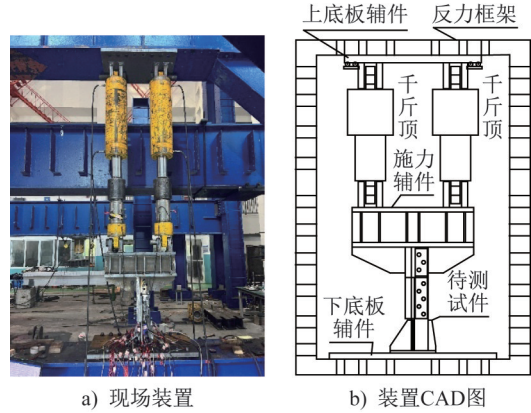 上底板辅件
反力框架
千斤顶
千斤顶
施力
辅件
待测
试件
下底板
辅件
a) 现场装置
b) 装置CAD图